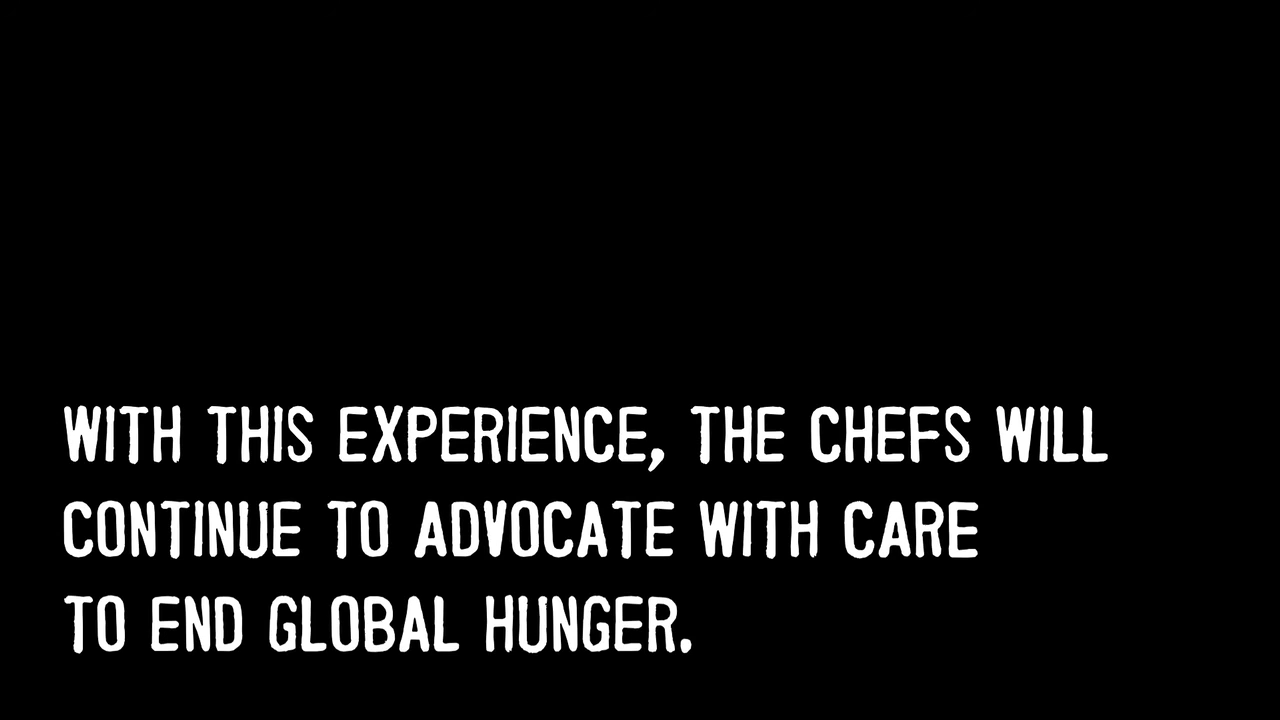 WITH THIS EXPERIENCE, THE CHEFS WILL
CONTINUE TO ADVOCATE WITH CARE
TO END GLOBAL HUNGER.